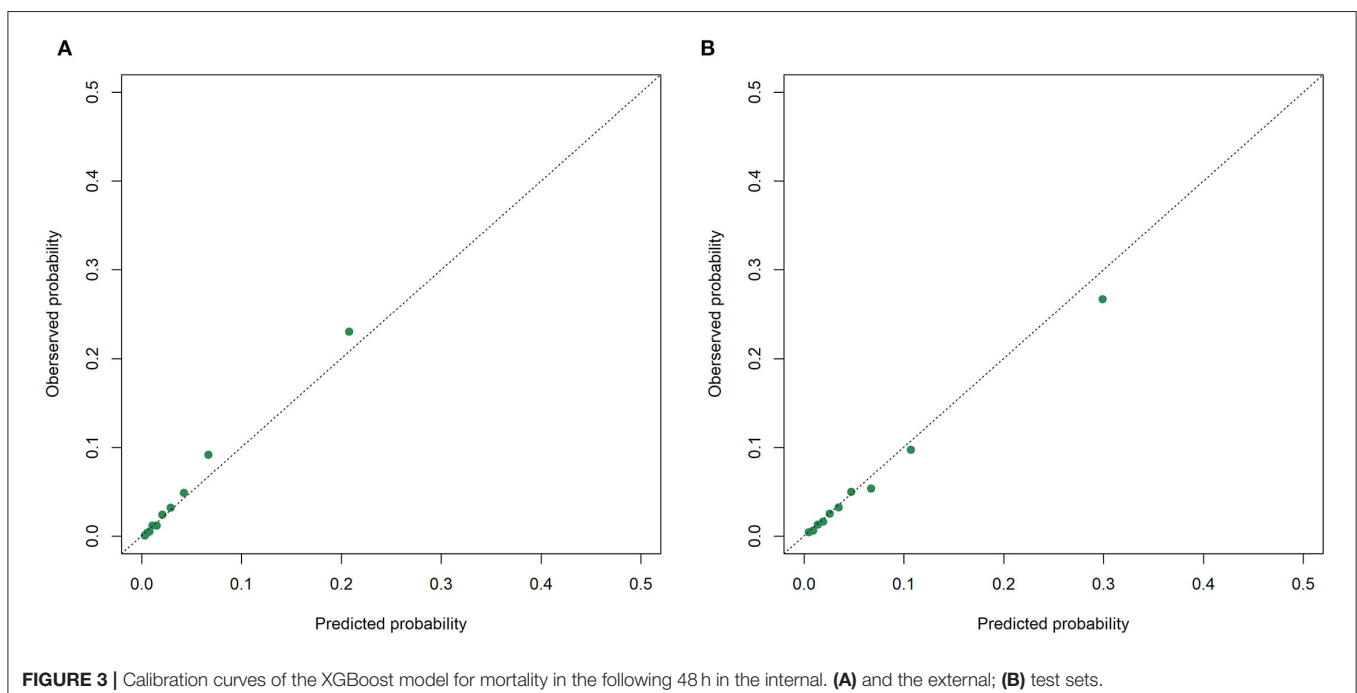 A
B
0.5
0.4
0.3
0.2
0.1
0.0
Oberserved probability
0.0 0.1 0.2 0.3 0.4 0.5
Predicted probability
0.5
0.4
0.3
0.2
0.1
0.0
Oberserved probability
0.0 0.1 0.2 0.3 0.4 0.5
Predicted probability
FIGURE 3 | Calibration curves of the XGBoost model for mortality in the following 48 h in the internal. (A) and the external; (B) test sets.